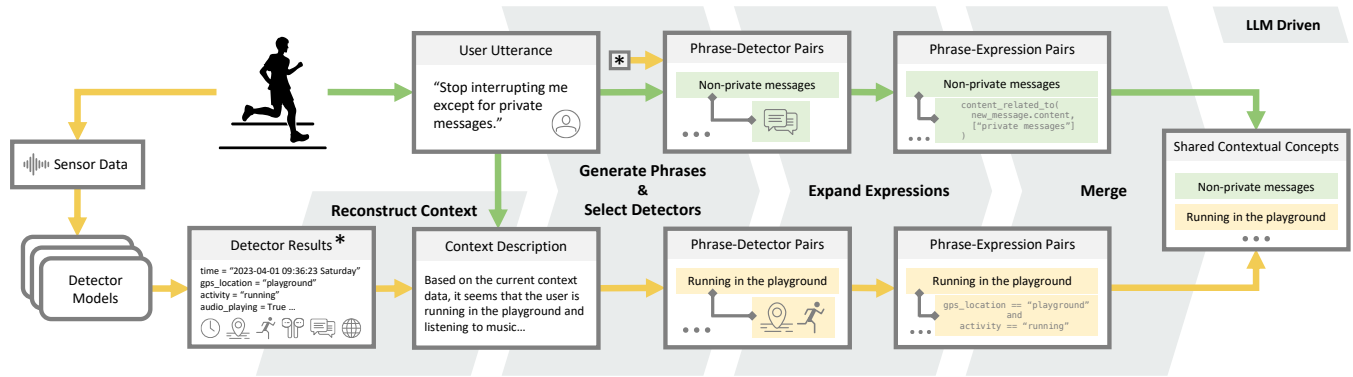 LLM Driven
User Utterance
“Stop interrupting me
except for private
messages.”
*
Phrase-Detector Pairs
Non-private messages
Phrase-Expression Pairs
Non-private messages
content_related_to(
new_message.content,
[“private messages”]
)
Sensor Data
Shared Contextual Concepts
Non-private messages
Running in the playground
Generate Phrases
&
Select Detectors
Expand Expressions
Merge
Reconstruct Context
Detector
Models
Detector Results *
time = “2023-04-01 09:36:23 Saturday”
gps_location = “playground”
activity = “running”
audio_playing = True ...
Context Description
Based on the current context
data, it seems that the user is
running in the playground and
listening to music…
Phrase-Detector Pairs
Running in the playground
Phrase-Expression Pairs
Running in the playground
gps_location == “playground”
and
activity == “running”